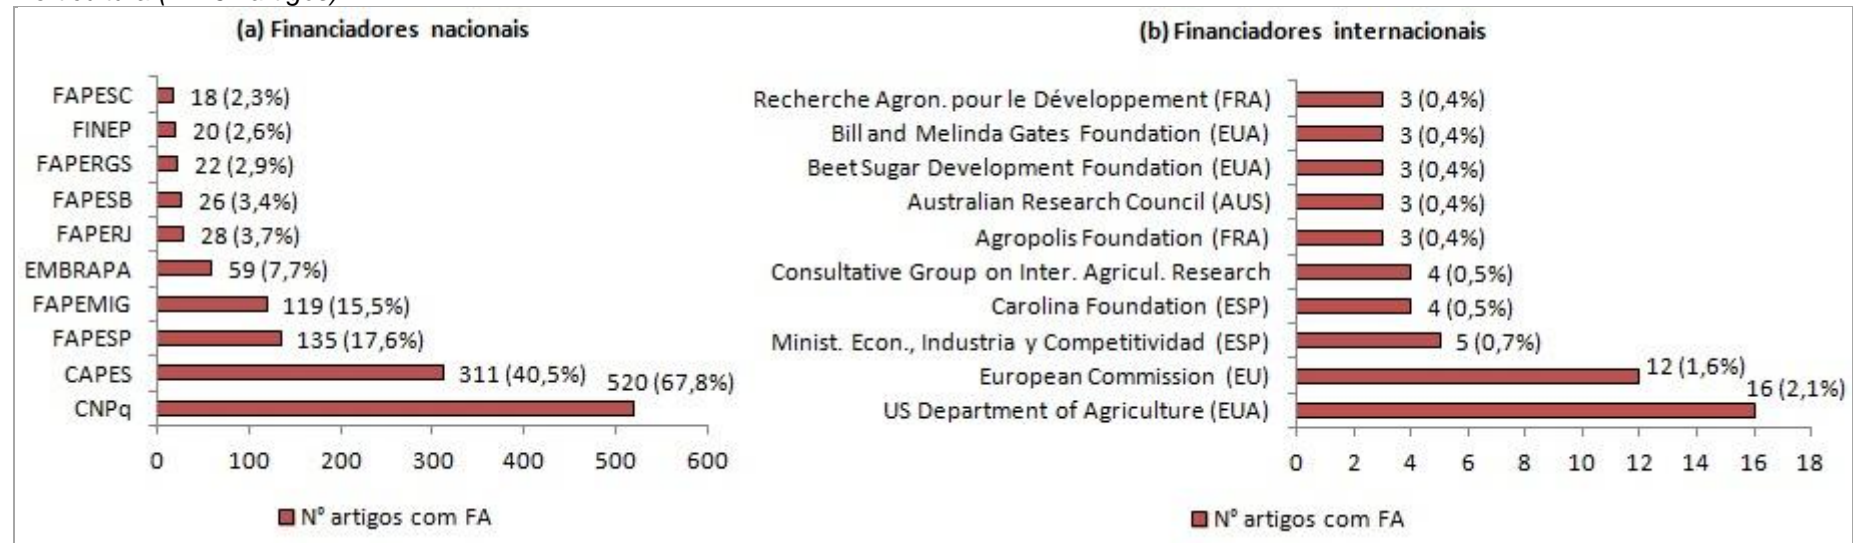 (a) Financiadores nacionais
FAPESC 18 (2,3%)
FINEP 20 (2,6%)
FAPERGS 22 (2,9%)
FAPESB 26 (3,4%)
FAPERJ 28 (3,7%)
EMBRAPA 59 (7,7%)
FAPEMIG 119 (15,5%)
FAPESP 135 (17,6%)
CAPES 311 (40,5%)
CNPq 520 (67,8%)
0 100 200 300 400 500 600
N° artigos com FA
(b) Financiadores internacionais
Recherche Agron. pour le Développement (FRA) 3 (0,4%)
Bill and Melinda Gates Foundation (EUA) 3 (0,4%)
Beet Sugar Development Foundation (EUA) 3 (0,4%)
Australian Research Council (AUS) 3 (0,4%)
Agropolis Foundation (FRA) 3 (0,4%)
Consultative Group on Inter. Agricul. Research 4 (0,5%)
Carolina Foundation (ESP) 4 (0,5%)
Minist. Econ., Industria y Competitividad (ESP) 5 (0,7%)
European Commission (EU) 12 (1,6%)
US Department of Agriculture (EUA) 16 (2,1%)
0 2 4 6 8 10 12 14 16 18
N° artigos com FA